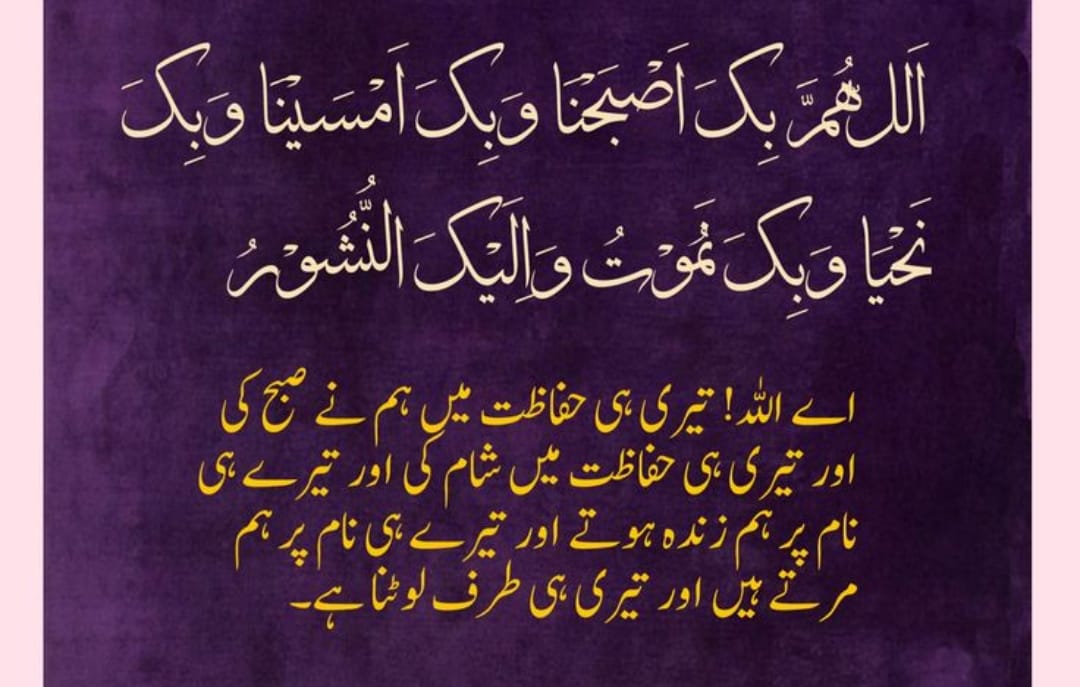 اَللّٰهُمَّ بِکَ اَصْبَحْنَا وَبِکَ اَمْسَیْنَا وَبِکَ
نَحْیَا وَبِکَ نَمُوْتُ وَاِلَیْکَ النُّشُوْرُ
اے اللہ! تیری ہی حفاظت میں ہم نے صبح کی
اور تیری ہی حفاظت میں شام کی اور تیرے ہی
نام پر ہم زندہ ہوتے اور تیرے ہی نام پر ہم
مرتے ہیں اور تیری ہی طرف لوٹنا ہے۔